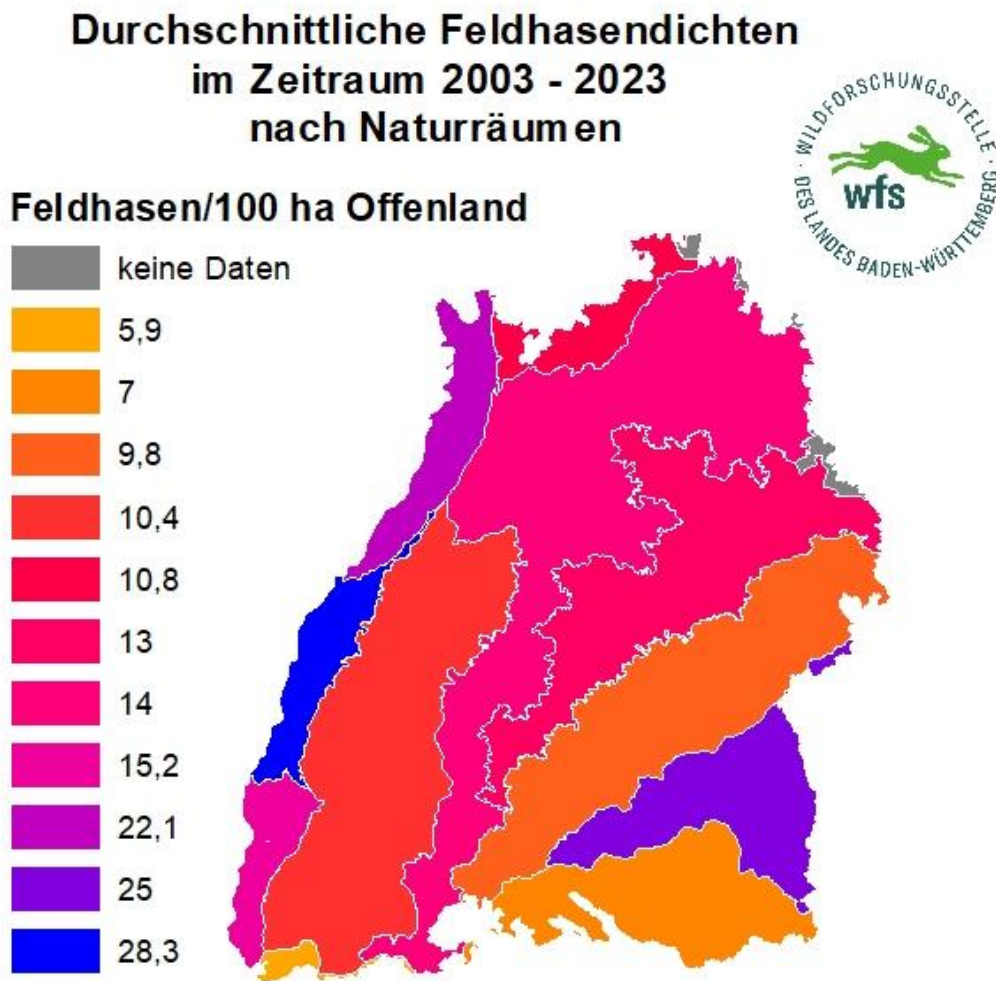 Durchschnittliche Feldhasendichten
im Zeitraum 2003 - 2023
nach Naturräumen
WILDFORSCHUNGSSTELLE · DES LANDES BADEN-WÜRTTEMBERG ·
wfs
Feldhasen/100 ha Offenland
keine Daten
5,9
7
9,8
10,4
10,8
13
14
15,2
22,1
25
28,3